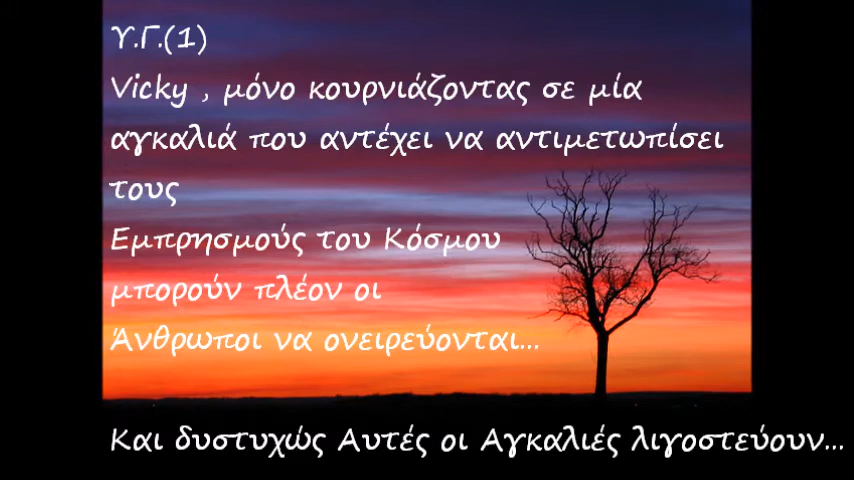 Υ.Γ.(1)
Vicky , μόνο κουρνιάζοντας σε μία
αγκαλιά που αντέχει να αντιμετωπίσει
τους
Εμπρησμούς του Κόσμου
μπορούν πλέον οι
Άνθρωποι να ονειρεύονται...
Και δυστυχώς Αυτές οι Αγκαλιές λιγοστεύουν...